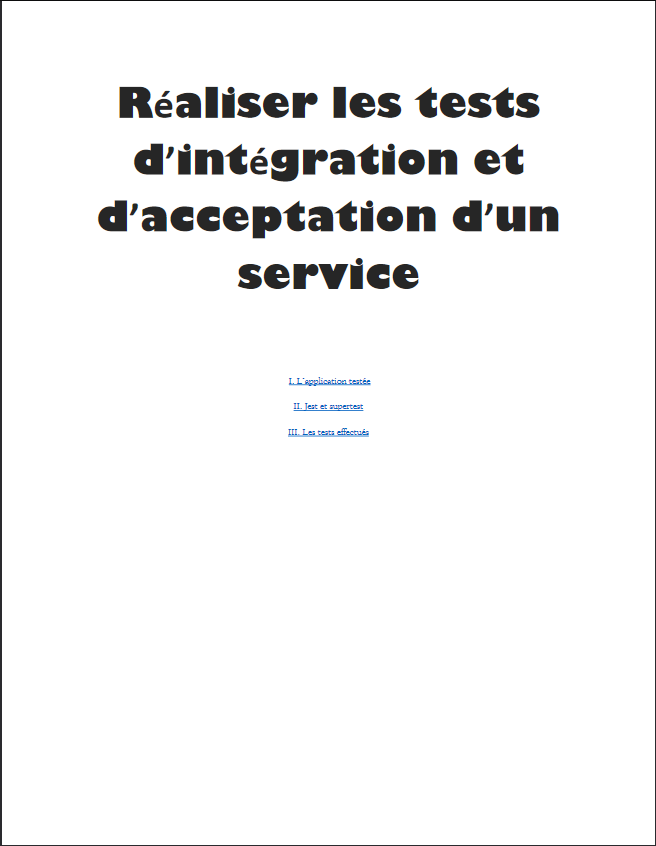 Réaliser les tests
d’intégration et
d’acceptation d’un
service
I. L’application testée
II. Jest et supertest
III. Les tests effectués